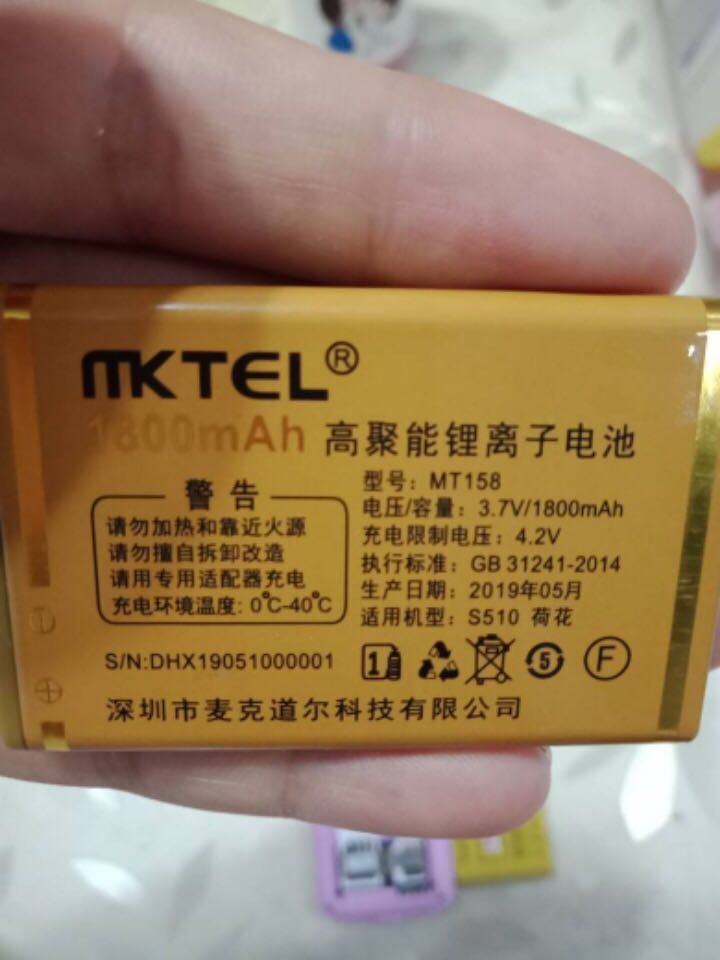 MKTEL®
1800mAh 高聚能锂离子电池
警告
请勿加热和靠近火源
请勿擅自拆卸改造
请用专用适配器充电
充电环境温度: 0℃-40℃
型号: MT158
电压/容量: 3.7V/1800mAh
充电限制电压: 4.2V
执行标准: GB 31241-2014
生产日期: 2019年05月
适用机型: S510 荷花
S/N:DHX19051000001
1
5
F
深圳市麦克道尔科技有限公司